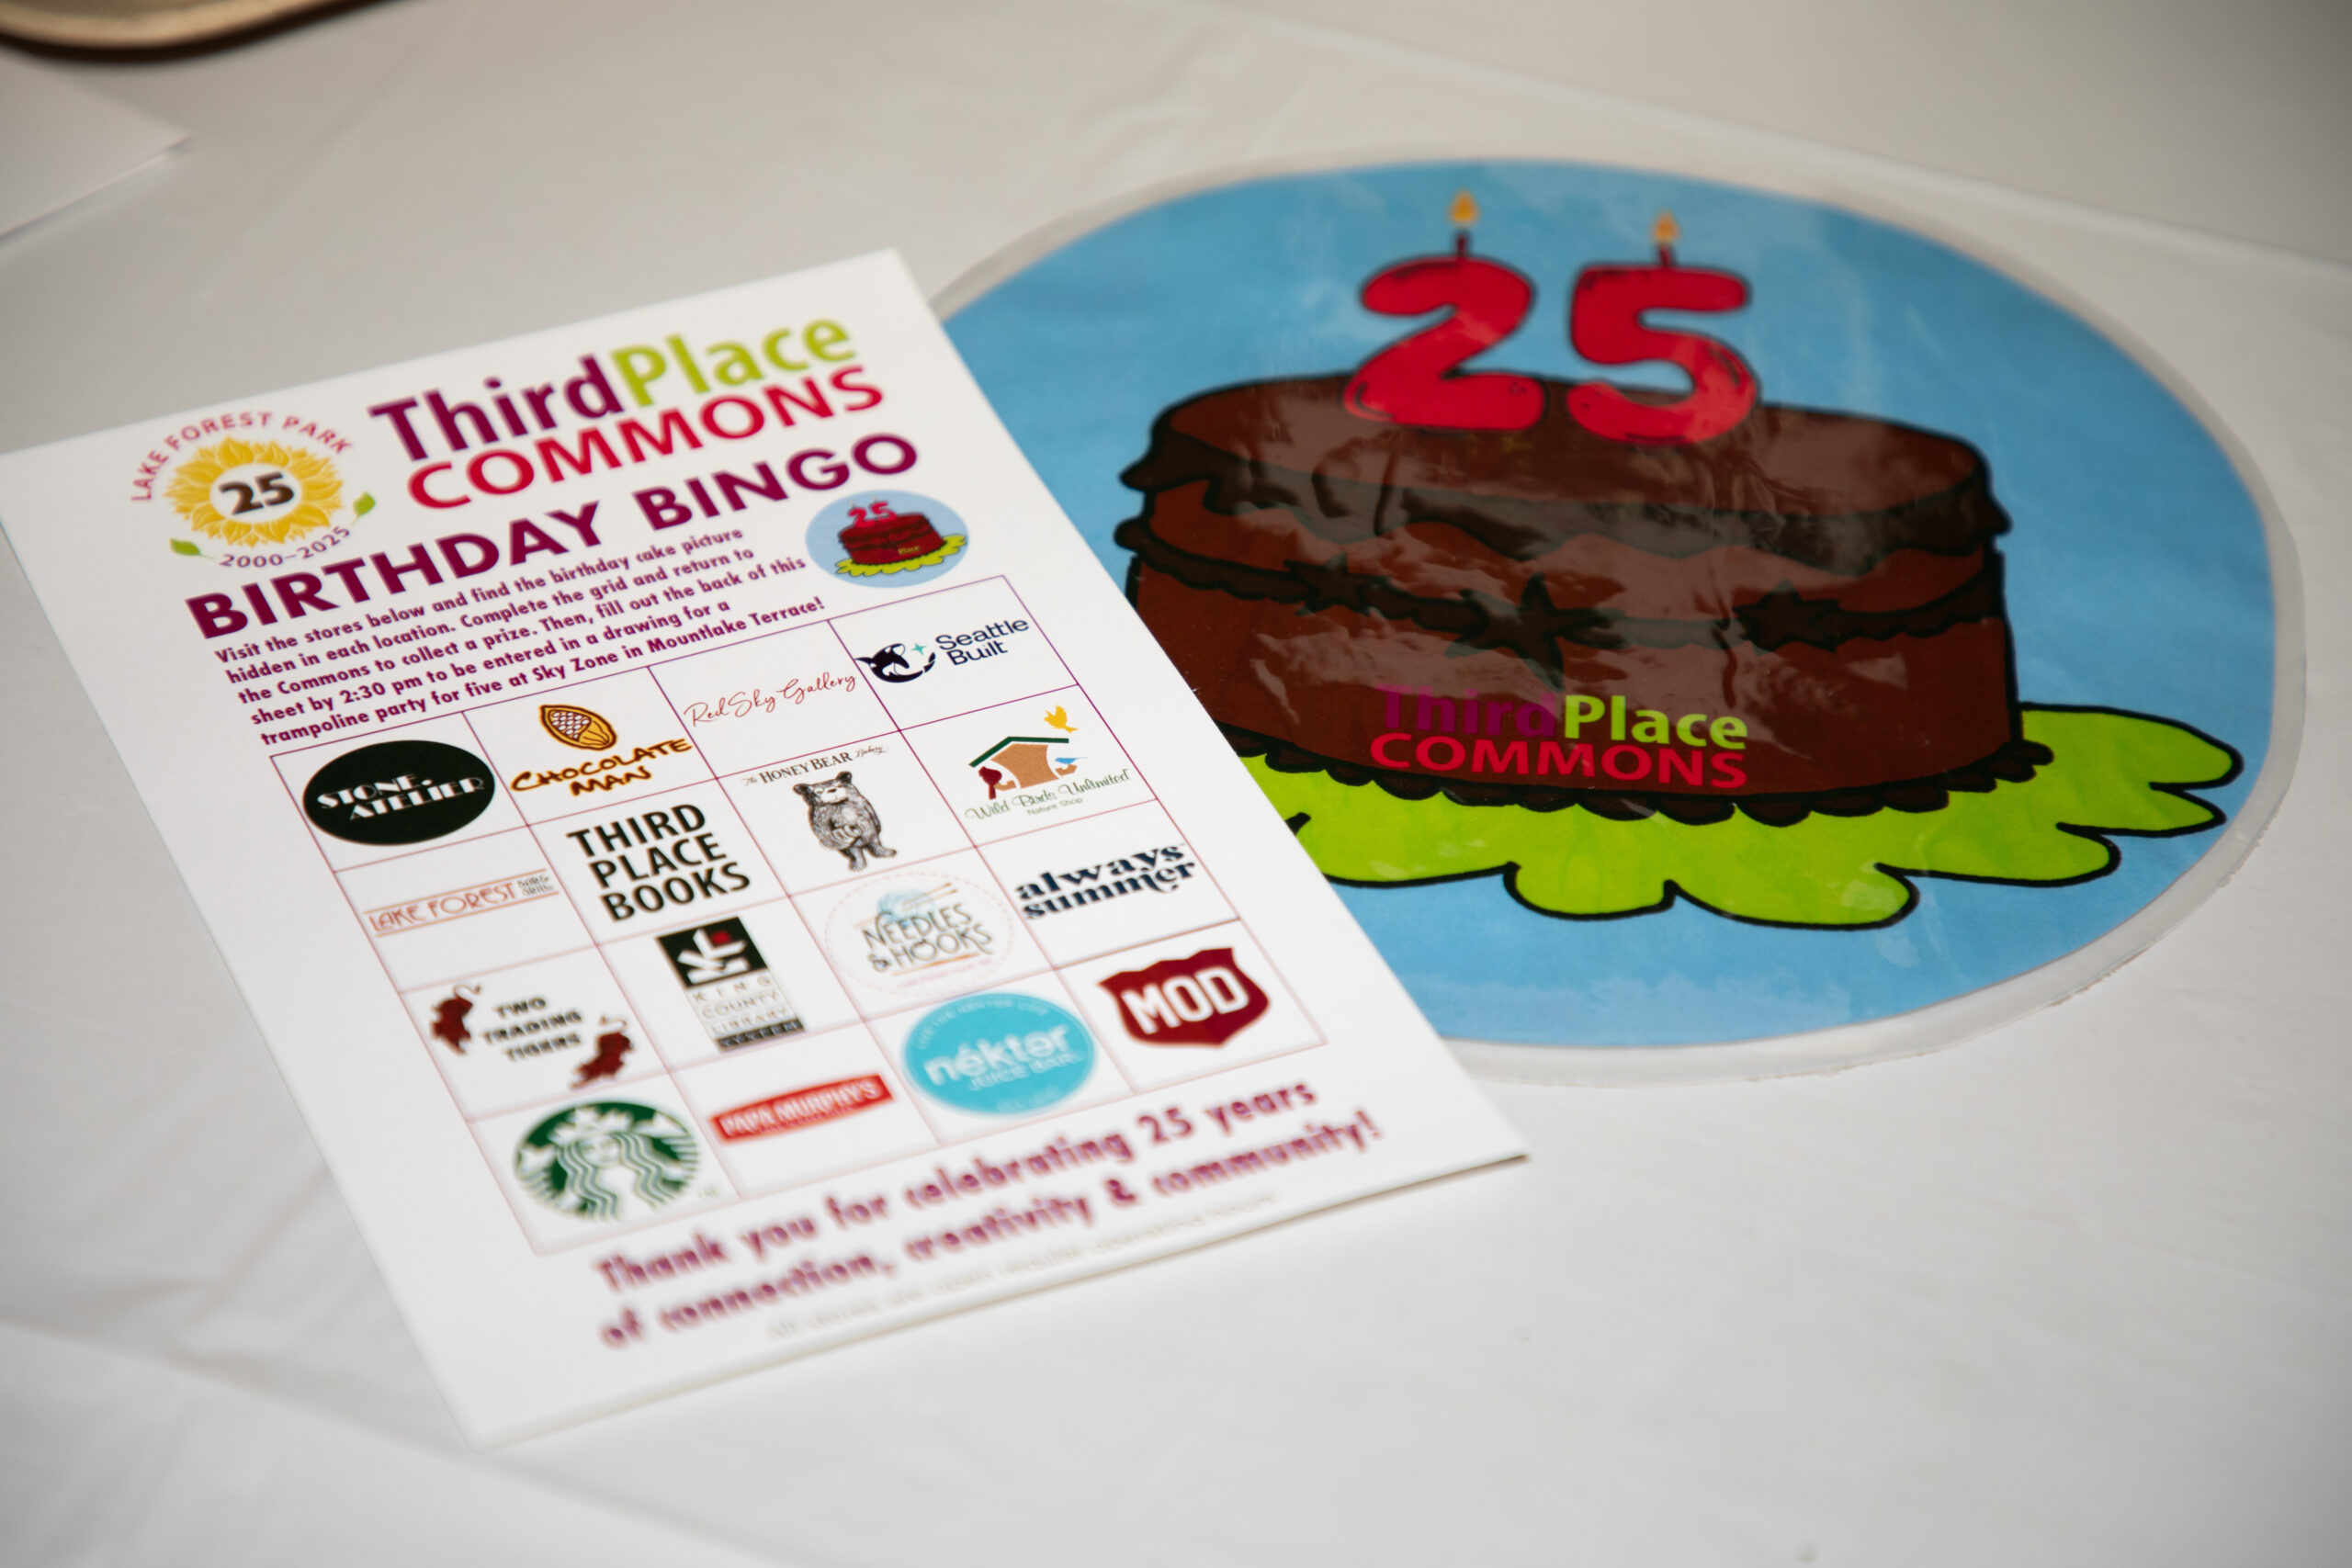 LAKE FOREST PARK
25
2000–2025
ThirdPlace
COMMONS
BIRTHDAY BINGO
Visit the stores below and find the birthday cake picture
hidden in each location. Complete the grid and return to
the Commons to collect a prize. Then, fill out the back of this
sheet by 2:30 pm to be entered in a drawing for a
trampoline party for five at Sky Zone in Mountlake Terrace!
25
STONE
ATELIER
CHOCOLATE
MAN
Red Sky Gallery
Seattle
Built
LAKE FOREST BAR &
GRILL
THIRD
PLACE
BOOKS
The HONEY BEAR Bakery
Wild Birds Unlimited
Nature Shop
TWO
TRADING
TIGERS
KING
COUNTY
LIBRARY
SYSTEM
NEEDLES
& HOOKS
always
summer
PAPA MURPHY'S
nékter
JUICE BAR
MOD
Thank you for celebrating 25 years
of connection, creativity & community!
25
ThirdPlace
COMMONS